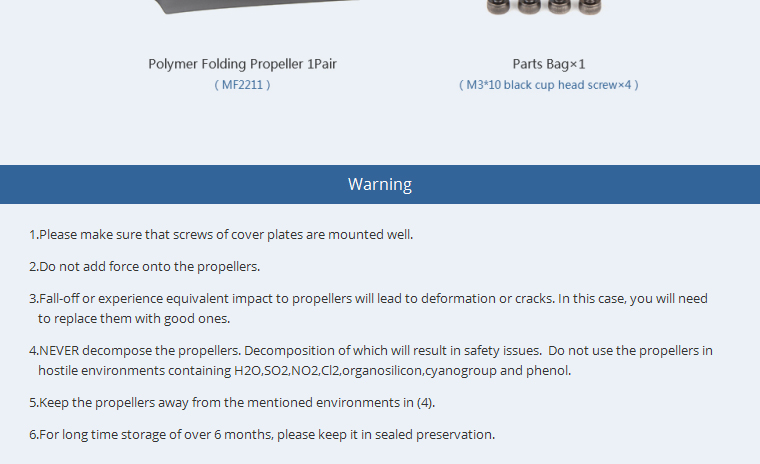 Polymer Folding Propeller 1Pair
Parts Bag×1
( MF2211 )
( M3*10 black cup head screw×4 )
Warning
1.Please make sure that screws of cover plates are mounted well.
2.Do not add force onto the propellers.
3.Fall-off or experience equivalent impact to propellers will lead to deformation or cracks. In this case, you will need
to replace them with good ones.
4.NEVER decompose the propellers. Decomposition of which will result in safety issues.  Do not use the propellers in
hostile environments containing H2O,SO2,NO2,Cl2,organosilicon,cyanogroup and phenol.
5.Keep the propellers away from the mentioned environments in (4).
6.For long time storage of over 6 months, please keep it in sealed preservation.